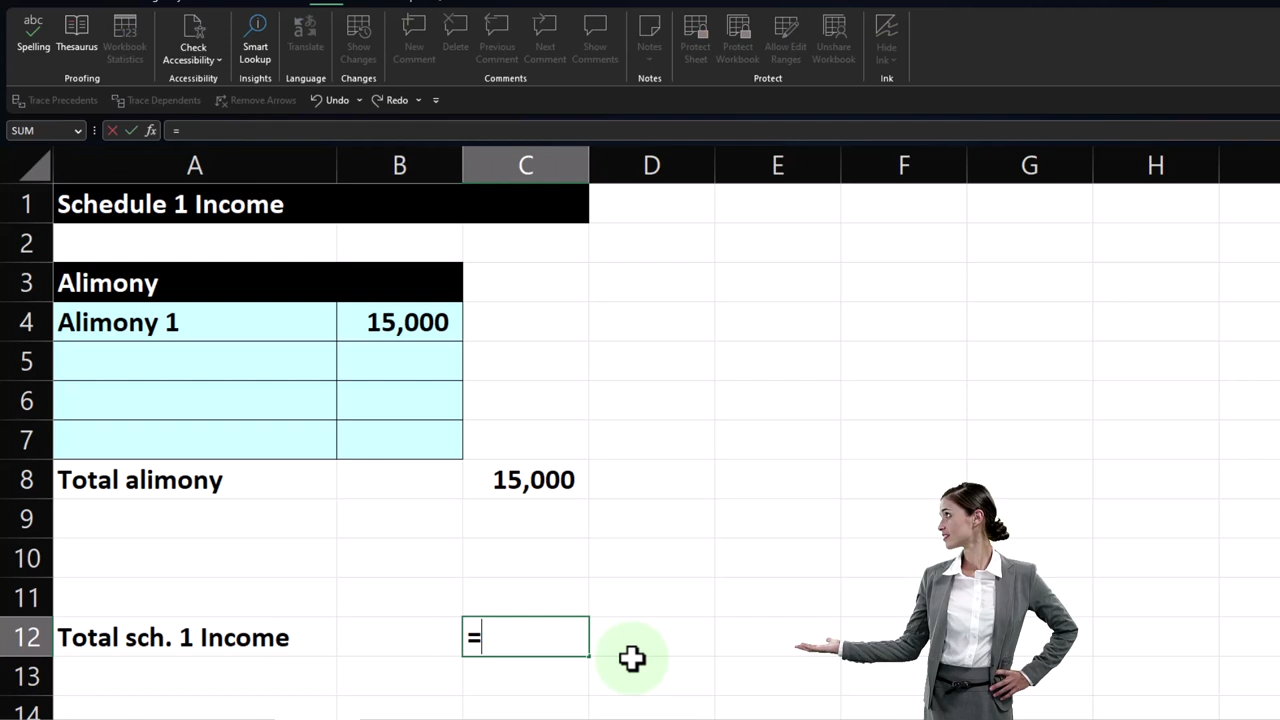 abc
Spelling
Thesaurus
Workbook
Statistics
Proofing
Check
Accessibility
Accessibility
Smart
Lookup
Insights
Translate
Language
Show
Changes
Changes
New
Comment
Delete
Previous
Comment
Next
Comment
Show
Comments
Comments
Notes
Notes
Protect
Sheet
Protect
Workbook
Allow Edit
Ranges
Unshare
Workbook
Protect
Hide
Ink
Ink
Trace Precedents Trace Dependents Remove Arrows Undo Redo
SUM fx =
A B C D E F G H
1 Schedule 1 Income
2
3 Alimony
4 Alimony 1 15,000
5
6
7
8 Total alimony 15,000
9
10
11
12 Total sch. 1 Income =
13
14